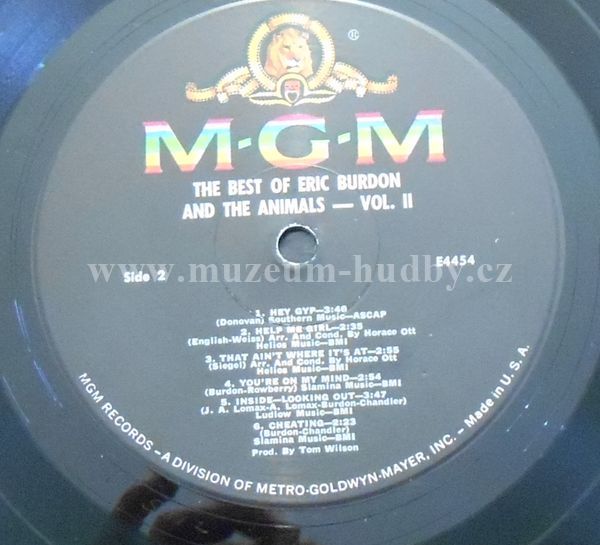 ®
M-G-M
THE BEST OF ERIC BURDON
AND THE ANIMALS — VOL. II
www.muzeum-hudby.cz
Side 2
E4454
1. HEY GYP—3:46
(Donovan) Southern Music—ASCAP
2. HELP ME GIRL—2:35
(English-Weiss) Arr. And Cond. By Horace Ott
Helios Music—BMI
3. THAT AIN'T WHERE IT'S AT—2:55
(Siegel) Arr. And Cond. By Horace Ott
Helios Music—BMI
4. YOU'RE ON MY MIND—2:54
(Burdon-Rowberry) Slamina Music—BMI
5. INSIDE—LOOKING OUT—3:47
(J. A. Lomax-A. Lomax-Burdon-Chandler)
Ludlow Music—BMI
6. CHEATING—2:23
(Burdon-Chandler)
Slamina Music—BMI
Prod. By Tom Wilson
MGM RECORDS — A DIVISION OF METRO-GOLDWYN-MAYER, INC. — Made in U. S. A.